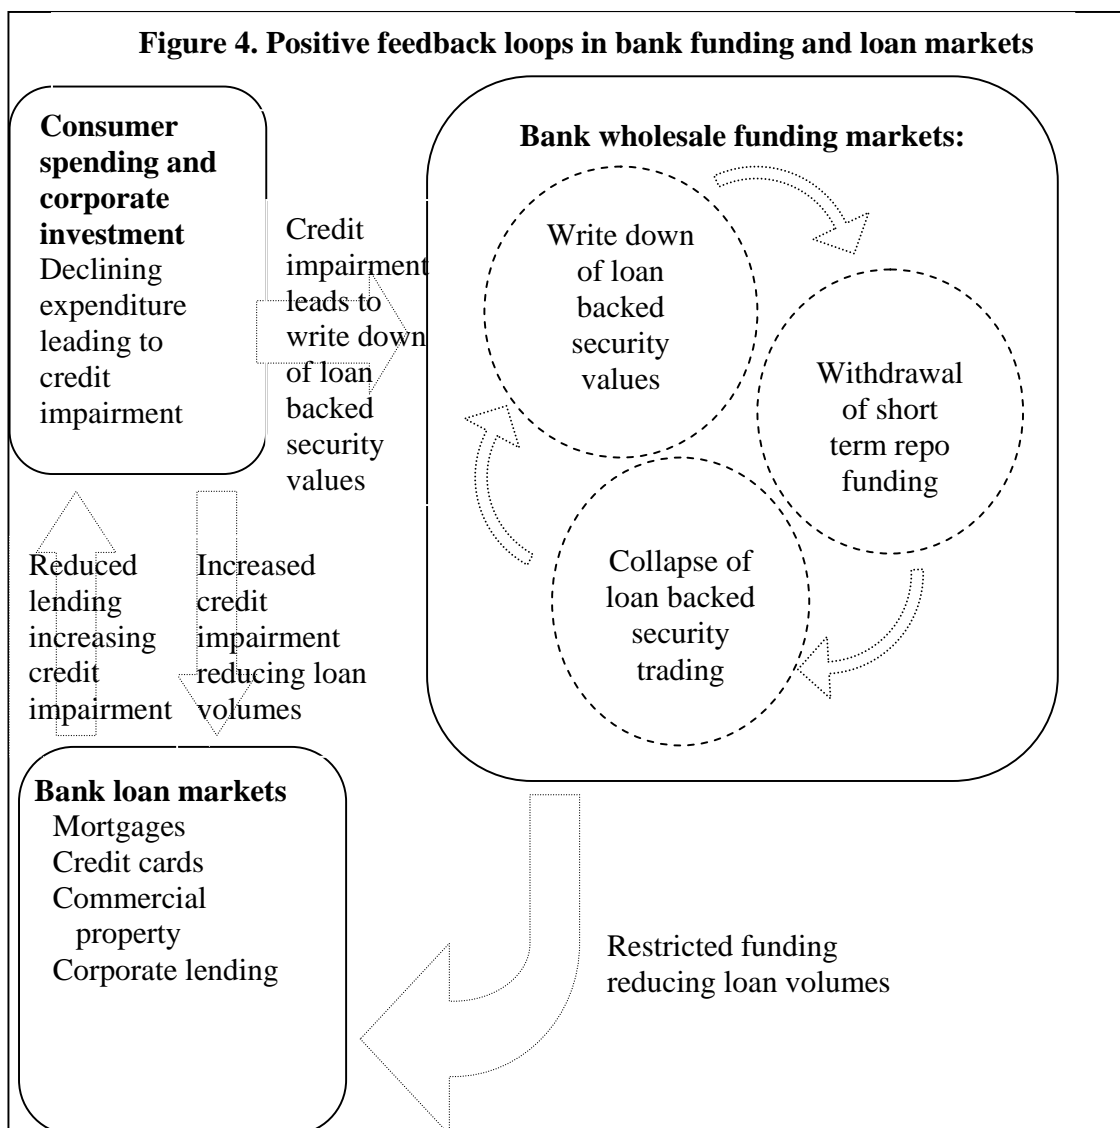 Figure 4. Positive feedback loops in bank funding and loan markets
Consumer
spending and
corporate
investment
Declining
expenditure
leading to
credit
impairment
Credit
impairment
leads to
write down
of loan
backed
security
values
Bank wholesale funding markets:
Write down
of loan
backed
security
values
Withdrawal
of short
term repo
funding
Collapse of
loan backed
security
trading
Reduced
lending
increasing
credit
impairment
Increased
credit
impairment
reducing loan
volumes
Bank loan markets
Mortgages
Credit cards
Commercial
property
Corporate lending
Restricted funding
reducing loan volumes